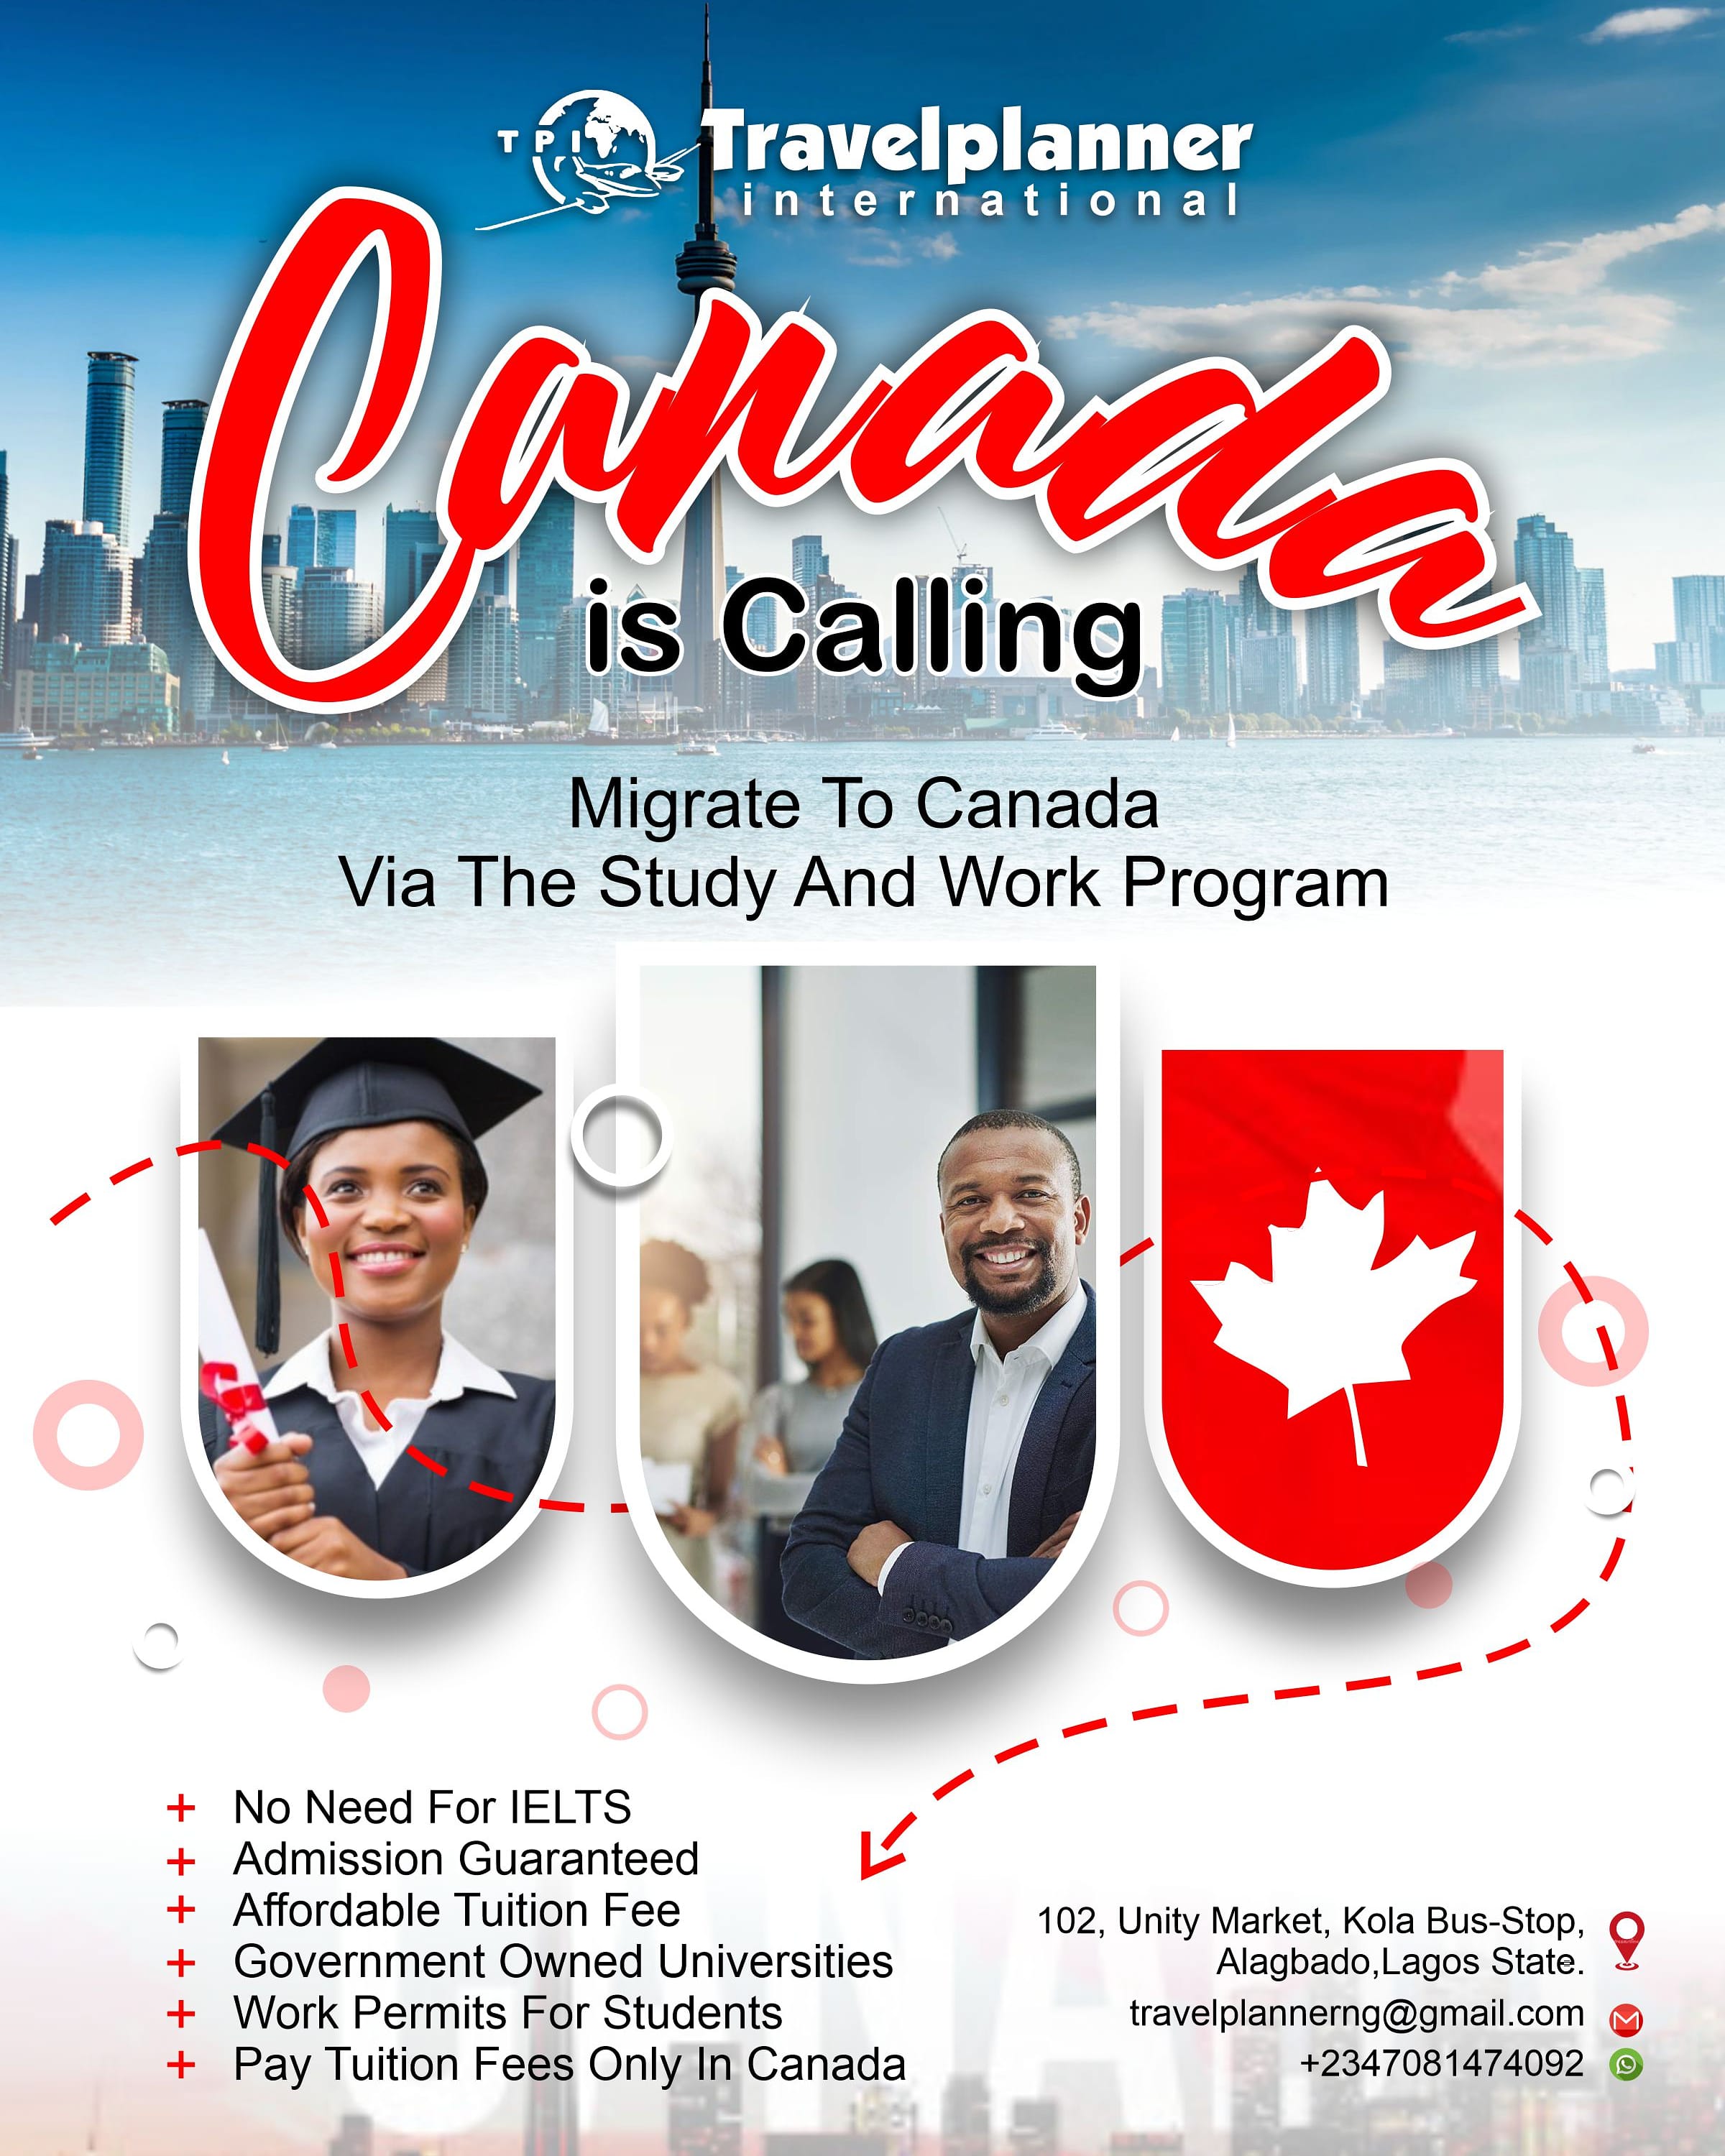 TPI
Travelplanner
international
Canada
is Calling
Migrate To Canada
Via The Study And Work Program
+ No Need For IELTS
+ Admission Guaranteed
+ Affordable Tuition Fee
+ Government Owned Universities
+ Work Permits For Students
+ Pay Tuition Fees Only In Canada
102, Unity Market, Kola Bus-Stop,
Alagbado,Lagos State.
travelplannerng@gmail.com
+2347081474092